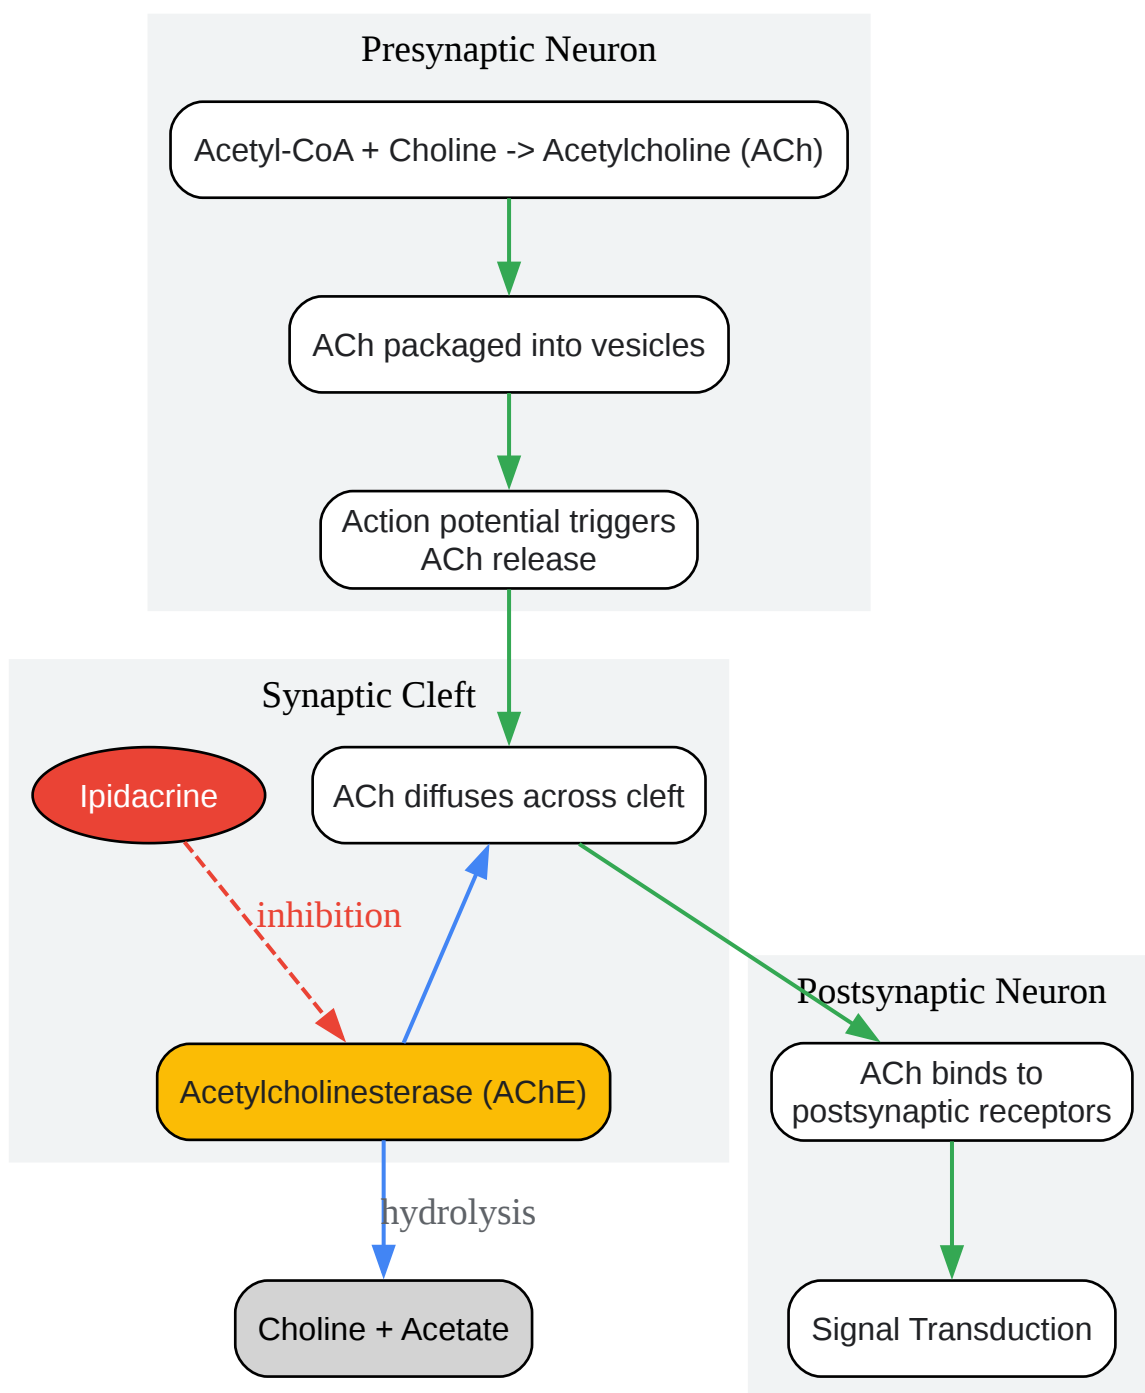 Presynaptic Neuron
Acetyl-CoA + Choline -> Acetylcholine (ACh)
ACh packaged into vesicles
Action potential triggers
ACh release
Synaptic Cleft
Ipidacrine
ACh diffuses across cleft
inhibition
Postsynaptic Neuron
Acetylcholinesterase (AChE)
ACh binds to
postsynaptic receptors
hydrolysis
Choline + Acetate
Signal Transduction